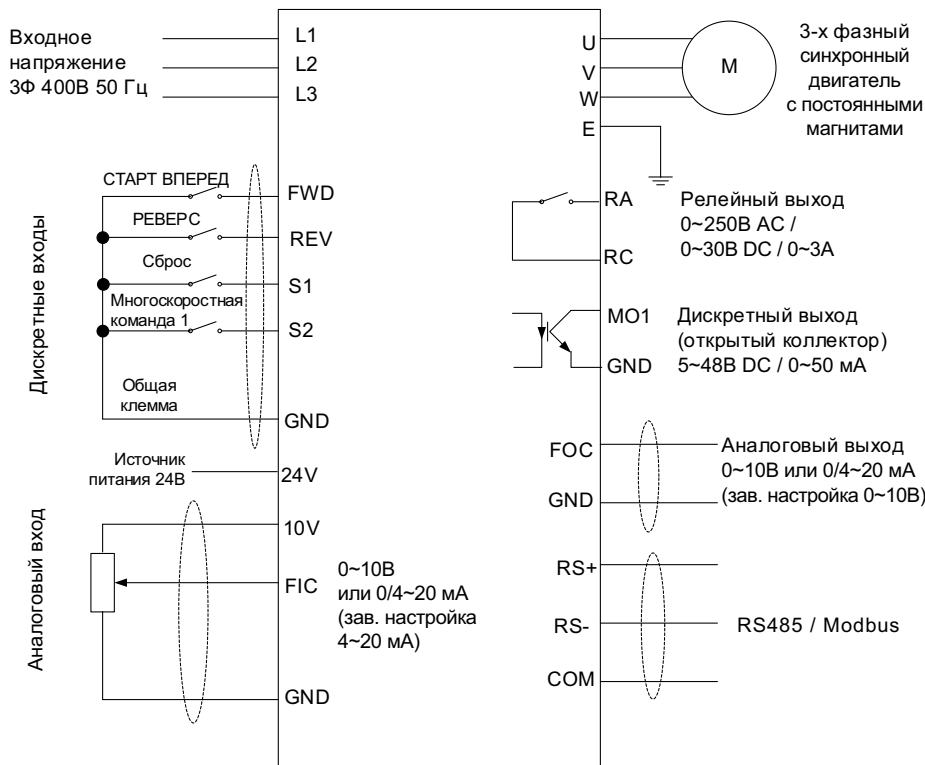 Входное
напряжение
3Ф 400В 50 Гц
L1
L2
L3
СТАРТ ВПЕРЕД
FWD
РЕВЕРС
REV
Сброс
S1
Многоскоростная
команда 1
S2
Общая
клемма
GND
Дискретные входы
Источник
питания 24В
24V
10V
FIC
GND
Аналоговый вход
0~10В
или 0/4~20 мА
(зав. настройка
4~20 мА)
U
V
W
E
M
3-х фазный
синхронный
двигатель
с постоянными
магнитами
RA
RC
Релейный выход
0~250В AC /
0~30В DC / 0~3А
MO1
GND
Дискретный выход
(открытый коллектор)
5~48В DC / 0~50 мА
FOC
GND
Аналоговый выход
0~10В или 0/4~20 мА
(зав. настройка 0~10В)
RS+
RS-
COM
RS485 / Modbus